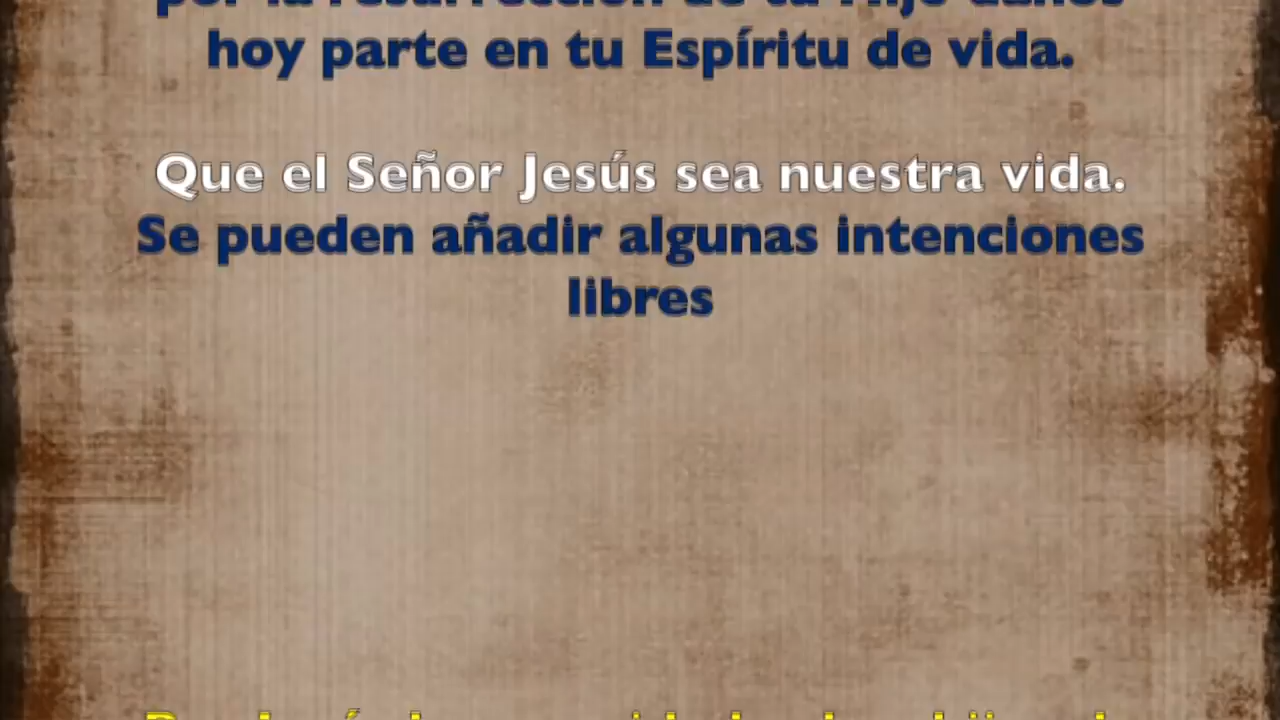 por la resurrección de tu Hijo danos
hoy parte en tu Espíritu de vida.
Que el Señor Jesús sea nuestra vida.
Se pueden añadir algunas intenciones
libres